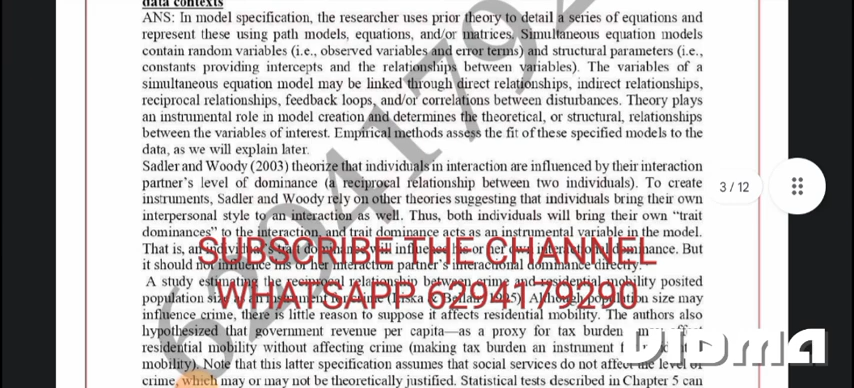 data contexts
ANS: In model specification, the researcher uses prior theory to detail a series of equations and
represent these using path models, equations, and/or matrices. Simultaneous equation models
contain random variables (i.e., observed variables and error terms) and structural parameters (i.e.,
constants providing intercepts and the relationships between variables). The variables of a
simultaneous equation model may be linked through direct relationships, indirect relationships,
reciprocal relationships, feedback loops, and/or correlations between disturbances. Theory plays
an instrumental role in model creation and determines the theoretical, or structural, relationships
between the variables of interest. Empirical methods assess the fit of these specified models to the
data, as we will explain later.
Sadler and Woody (2003) theorize that individuals in interaction are influenced by their interaction
partner's level of dominance (a reciprocal relationship between two individuals). To create
instruments, Sadler and Woody rely on other theories suggesting that individuals bring their own
interpersonal style to an interaction as well. Thus, both individuals will bring their own "trait
dominances" to the interaction, and trait dominance acts as an instrumental variable in the model.
That is, an individual's trait dominance will influence his or her own interactional dominance. But
it should not influence his or her interaction partner's interactional dominance directly.
SUBSCRIBE THE CHANNEL
A study estimating the reciprocal relationship between crime and residential mobility posited
population size
WHATSAPP 6294179290
Although population size may
influence crime, there is little reason to suppose it affects residential mobility. The authors also
hypothesized that government revenue per capita—as a proxy for tax burden
residential mobility without affecting crime (making tax burden an instrument
mobility). Note that this latter specification assumes that social services do not affect the level of
crime, which may or may not be theoretically justified. Statistical tests described in Chapter 5 can
3 / 12
6294179290